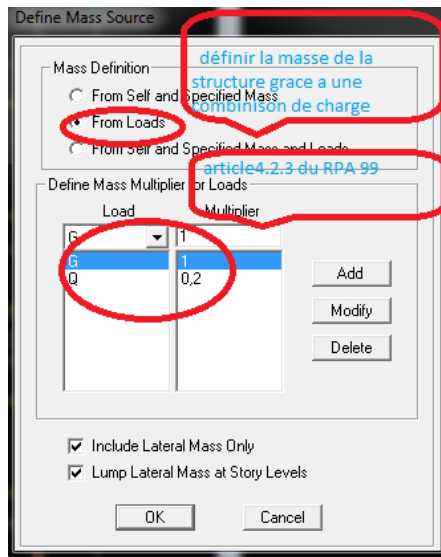 Define Mass Source
définir la masse de la
structure grace a une
combinison de charge
Mass Definition
From Self and Specified Mass
From Loads
From Self and Specified Mass and Loads
article4.2.3 du RPA 99
Define Mass Multiplier for Loads
Load Multiplier
G 1
G 1
Q 0,2
Add
Modify
Delete
Include Lateral Mass Only
Lump Lateral Mass at Story Levels
OK Cancel